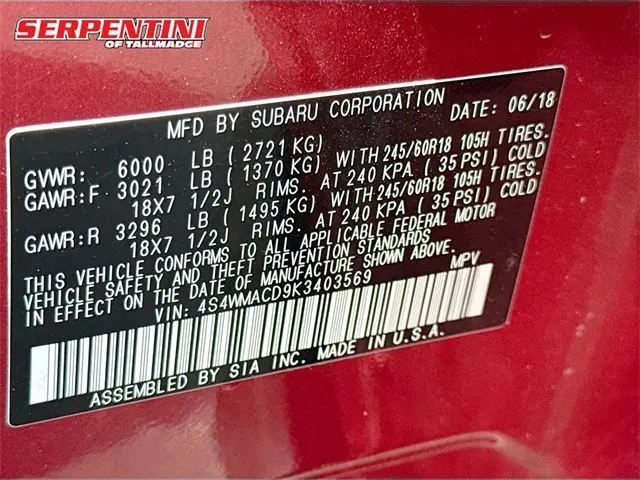 SERPENTINI
OF TALLMADGE
MFD BY SUBARU CORPORATION DATE: 06/18
GVWR: 6000 LB ( 2721 KG)
GAWR:F 3021 LB ( 1370 KG) WITH 245/60R18 105H TIRES.
18X7 1/2J RIMS. AT 240 KPA ( 35 PSI) COLD
GAWR:R 3296 LB ( 1495 KG) WITH 245/60R18 105H TIRES.
18X7 1/2J RIMS. AT 240 KPA ( 35 PSI) COLD
THIS VEHICLE CONFORMS TO ALL APPLICABLE FEDERAL MOTOR
VEHICLE SAFETY AND THEFT PREVENTION STANDARDS
IN EFFECT ON THE DATE OF MANUFACTURE SHOWN ABOVE.
VIN: 4S4WMACD9K3403569 MPV
ASSEMBLED BY SIA INC. MADE IN U.S.A.